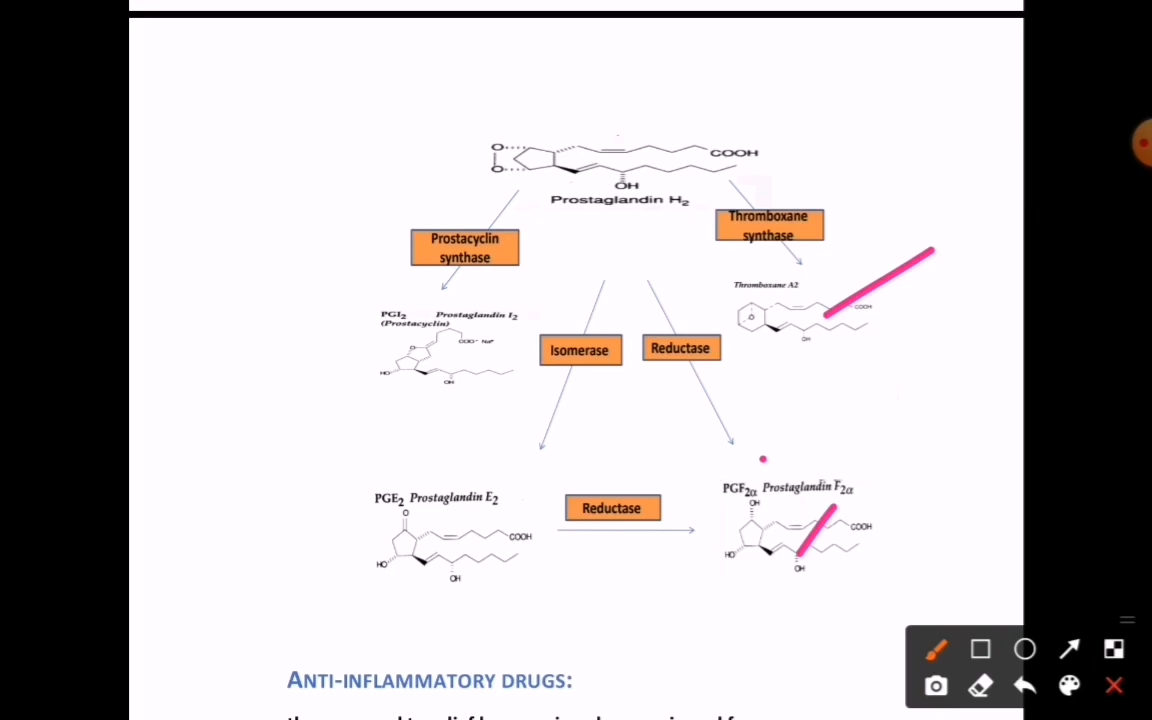 O
O
COOH
OH
Prostaglandin H2
Thromboxane
synthase
Prostacyclin
synthase
Thromboxane A2
COOH
O
OH
PGI2 Prostaglandin I2
(Prostacyclin)
COO- Na+
O
HO
OH
Isomerase
Reductase
PGE2 Prostaglandin E2
O
COOH
HO
OH
Reductase
PGF2α Prostaglandin F2α
OH
COOH
HO
OH
ANTI-INFLAMMATORY DRUGS: